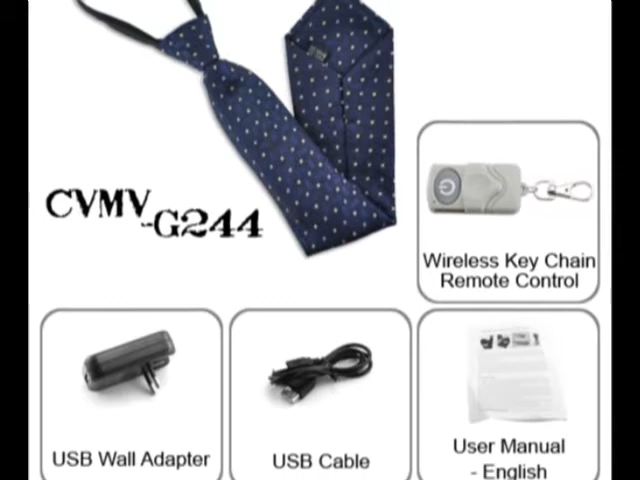 CVMV
-G244
Wireless Key Chain
Remote Control
USB Wall Adapter
USB Cable
User Manual
- English